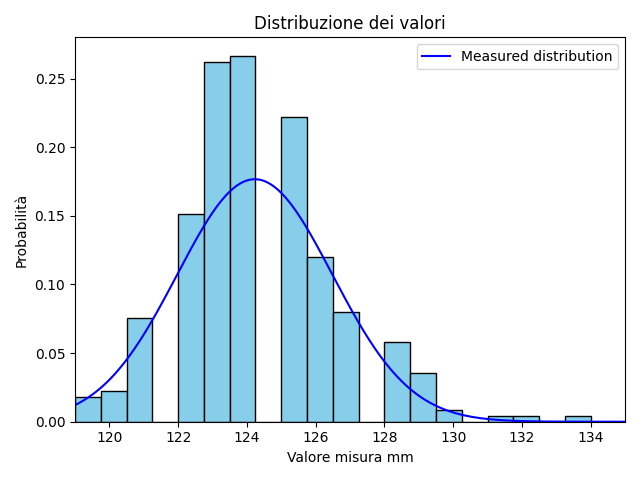 Distribuzione dei valori
Measured distribution
Probabilità
0.25
0.20
0.15
0.10
0.05
0.00
120 122 124 126 128 130 132 134
Valore misura mm